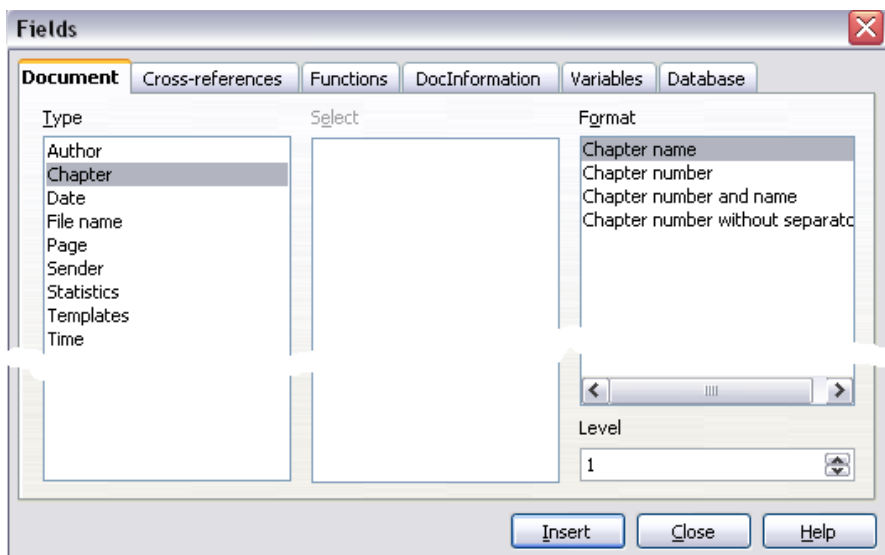 Fields
Document Cross-references Functions DocInformation Variables Database
Type
Author
Chapter
Date
File name
Page
Sender
Statistics
Templates
Time
Select
Format
Chapter name
Chapter number
Chapter number and name
Chapter number without separato
Level
1
Insert Close Help